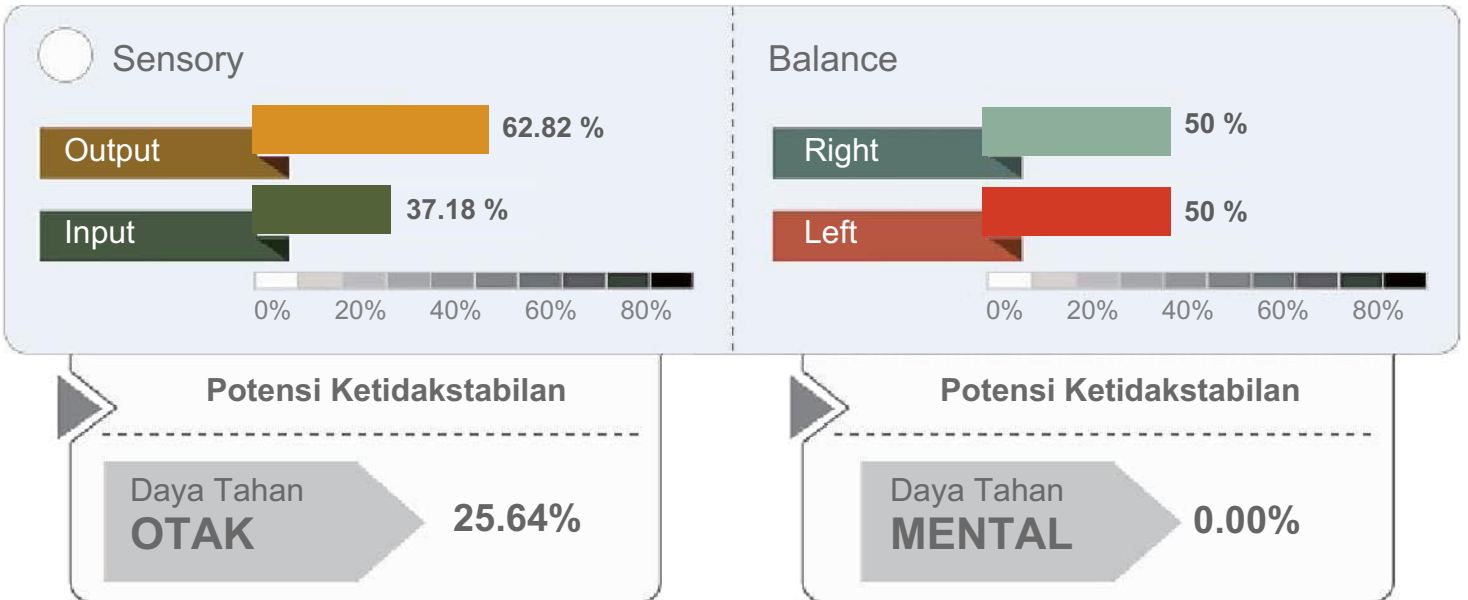 Sensory
Output
62.82 %
Input
37.18 %
0% 20% 40% 60% 80%
Balance
Right
50 %
Left
50 %
0% 20% 40% 60% 80%
Potensi Ketidakstabilan
Daya Tahan
OTAK
25.64%
Potensi Ketidakstabilan
Daya Tahan
MENTAL
0.00%